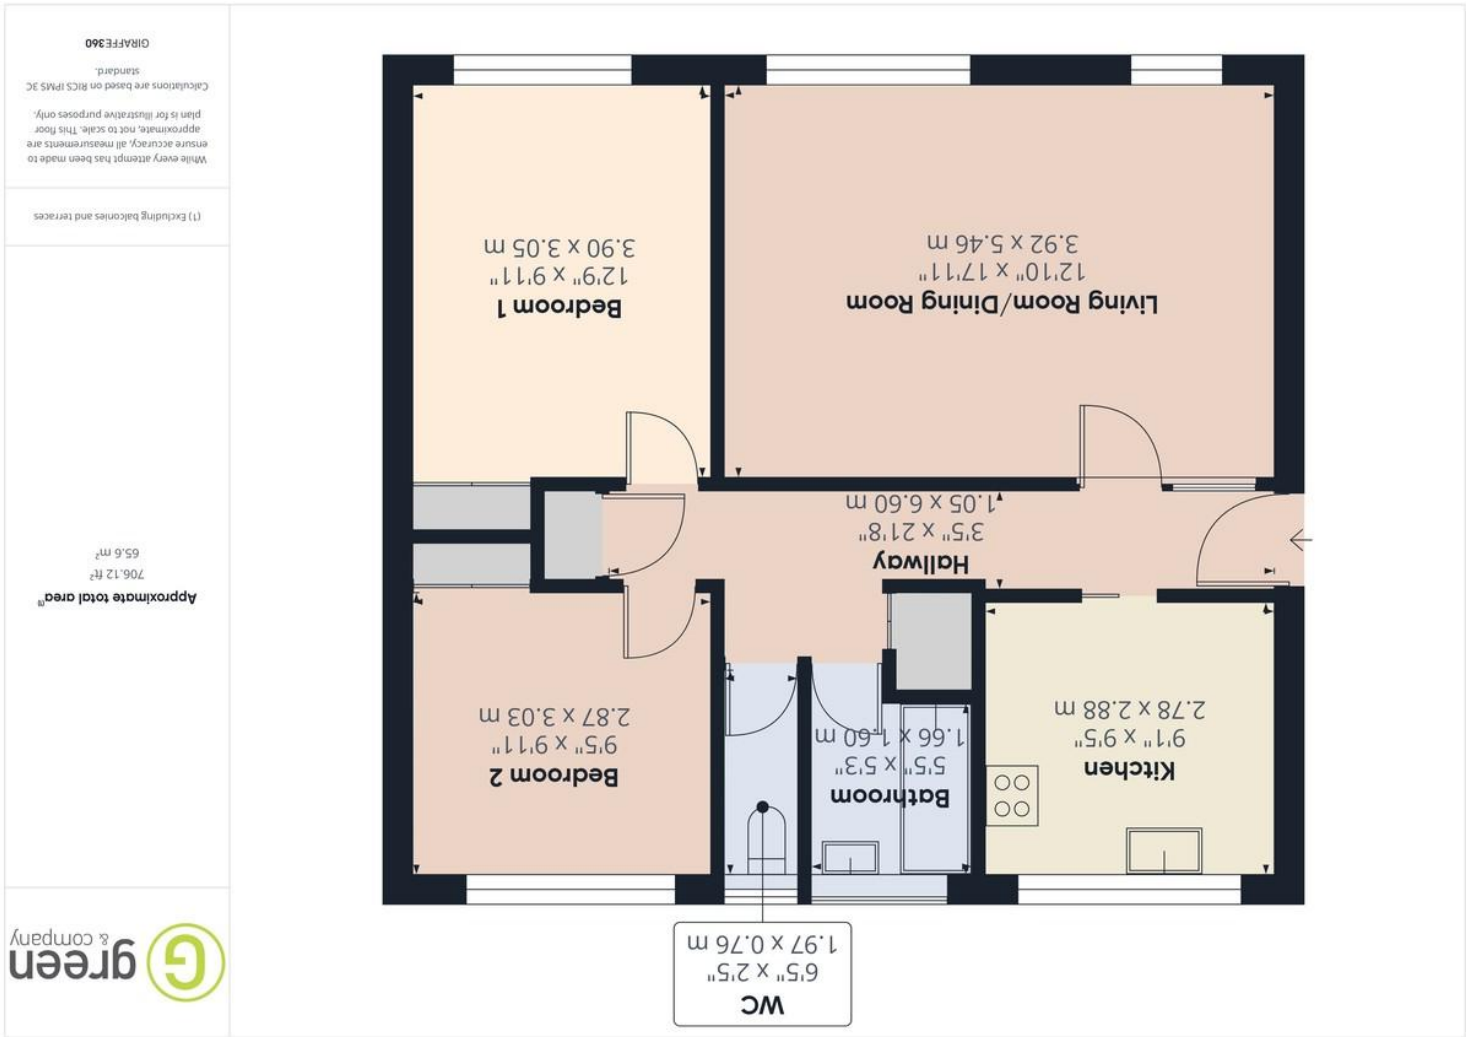 green
& company
Approximate total area⁽¹⁾
706.12 ft²
65.6 m²
(1) Excluding balconies and terraces
While every attempt has been made to
ensure accuracy, all measurements are
approximate, not to scale. This floor
plan is for illustrative purposes only.
Calculations are based on RICS IPMS 3C
standard.
GIRAFFE360
WC
6'5" x 2'5"
1.97 x 0.76 m
Kitchen
9'1" x 9'5"
2.78 x 2.88 m
Bathroom
5'5" x 5'3"
1.66 x 1.60 m
Bedroom 2
9'5" x 9'11"
2.87 x 3.03 m
Hallway
3'5" x 21'8"
1.05 x 6.60 m
Living Room/Dining Room
12'10" x 17'11"
3.92 x 5.46 m
Bedroom 1
12'9" x 9'11"
3.90 x 3.05 m